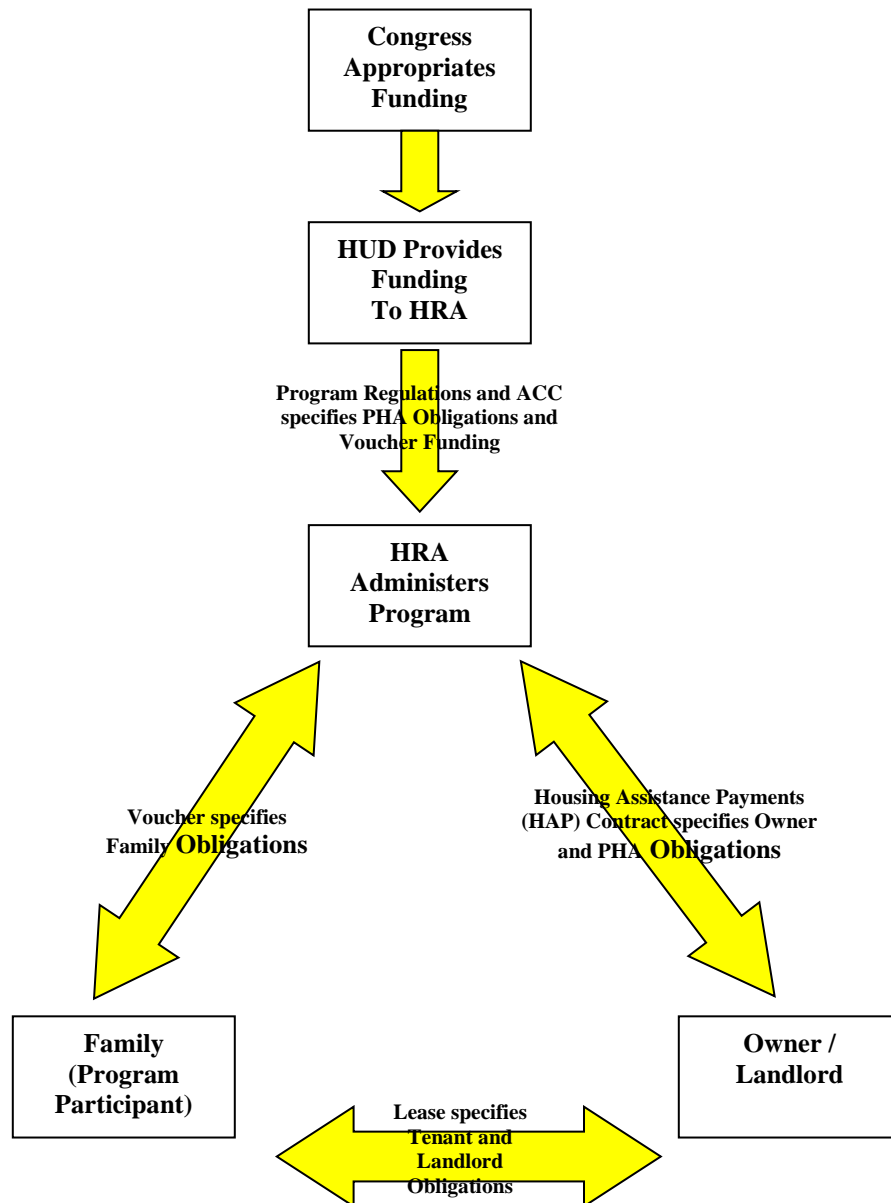 Congress
Appropriates
Funding
HUD Provides
Funding
To HRA
Program Regulations and ACC
specifies PHA Obligations and
Voucher Funding
HRA
Administers
Program
Voucher specifies
Family Obligations
Housing Assistance Payments
(HAP) Contract specifies Owner
and PHA Obligations
Family
(Program
Participant)
Owner /
Landlord
Lease specifies
Tenant and
Landlord
Obligations